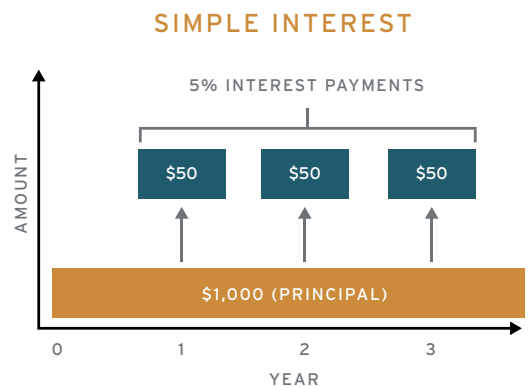 SIMPLE INTEREST
5% INTEREST PAYMENTS
$50 $50 $50
AMOUNT
$1,000 (PRINCIPAL)
0 1 2 3
YEAR